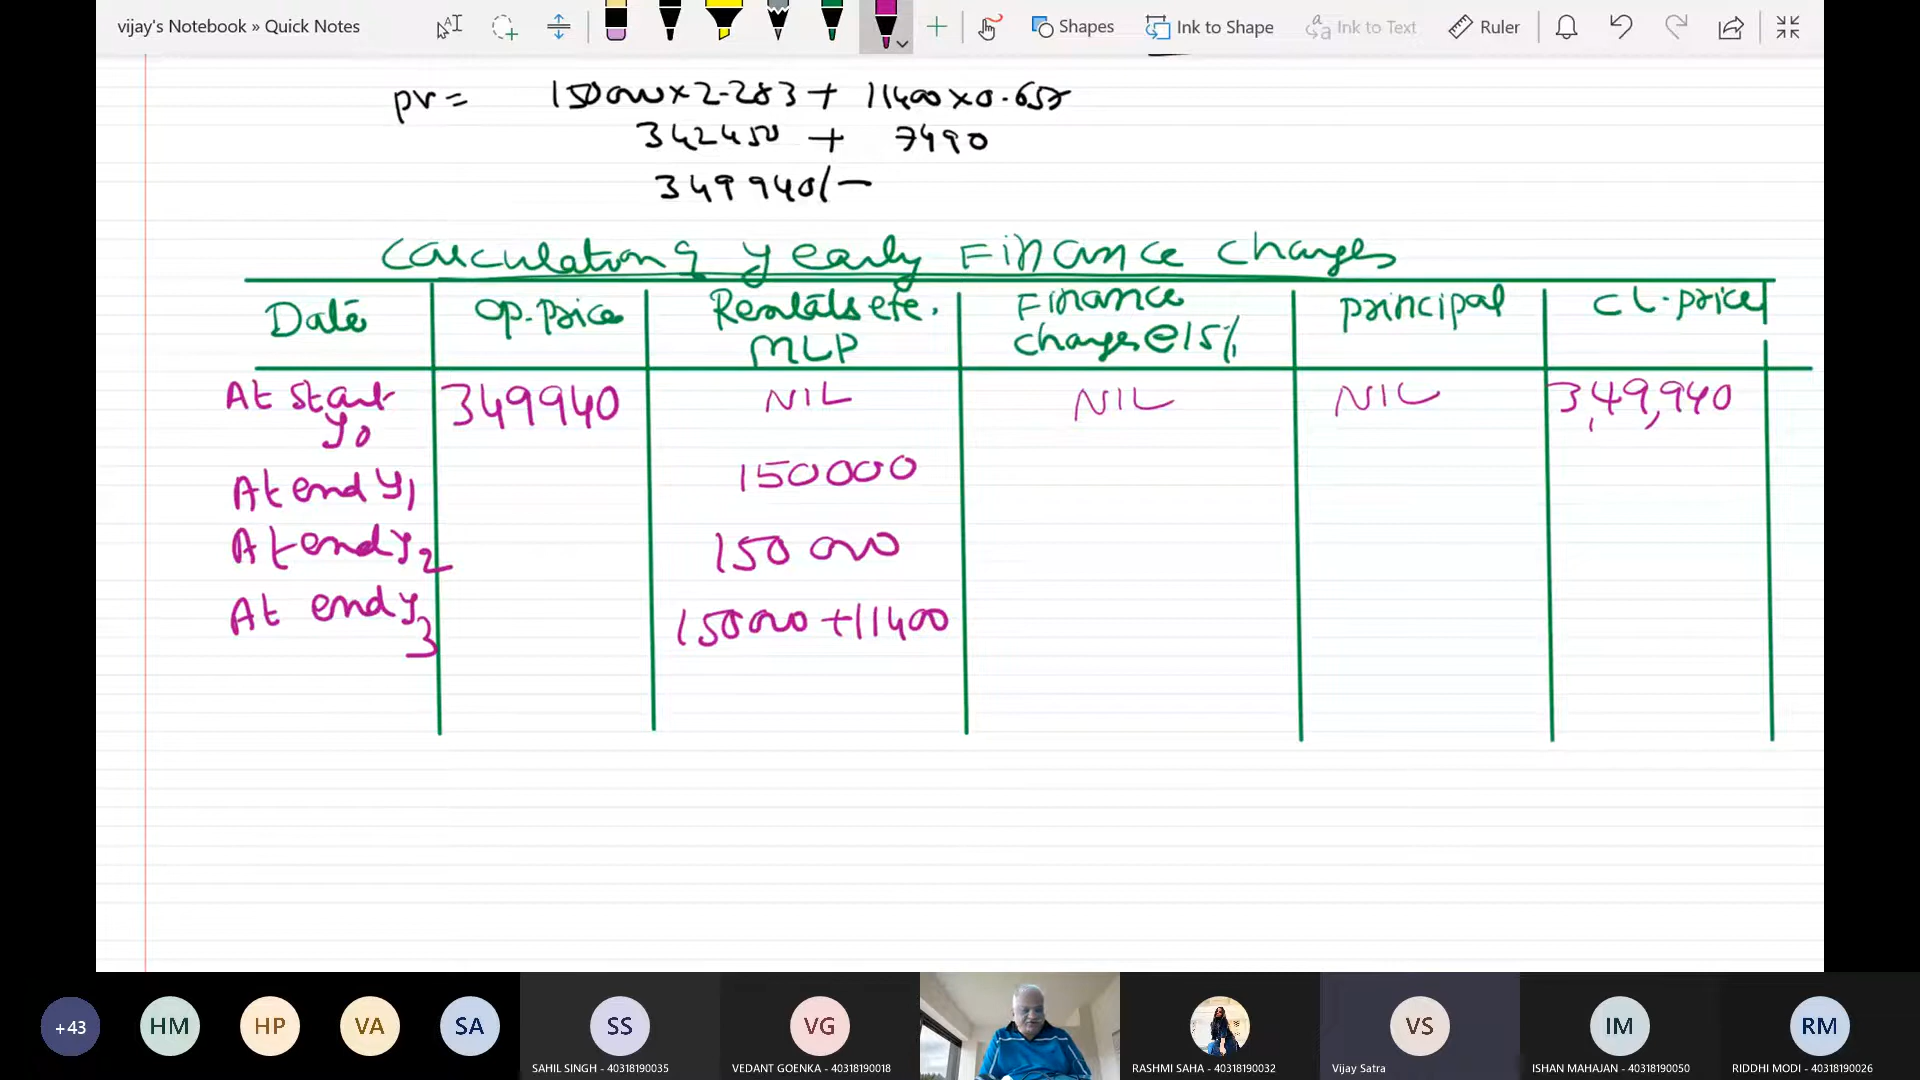 vijay's Notebook » Quick Notes
Shapes Ink to Shape Ink to Text Ruler
pv = 150000 x 2.283 + 11400 x 0.657
342450 + 7490
349940/-
Calculation of yearly Finance charges
Date op.price Rentals etc. MLP Finance charges @ 15% principal cl.price
At start y0 349940 NIL NIL NIL 3,49,940
At end y1 150000
At end y2 150000
At end y3 150000 + 11400
+43 HM HP VA SA SS VG VS IM RM
SAHIL SINGH - 40318190035 VEDANT GOENKA - 40318190018 RASHMI SAHA - 40318190032 Vijay Satra ISHAN MAHAJAN - 40318190050 RIDDHI MODI - 40318190026